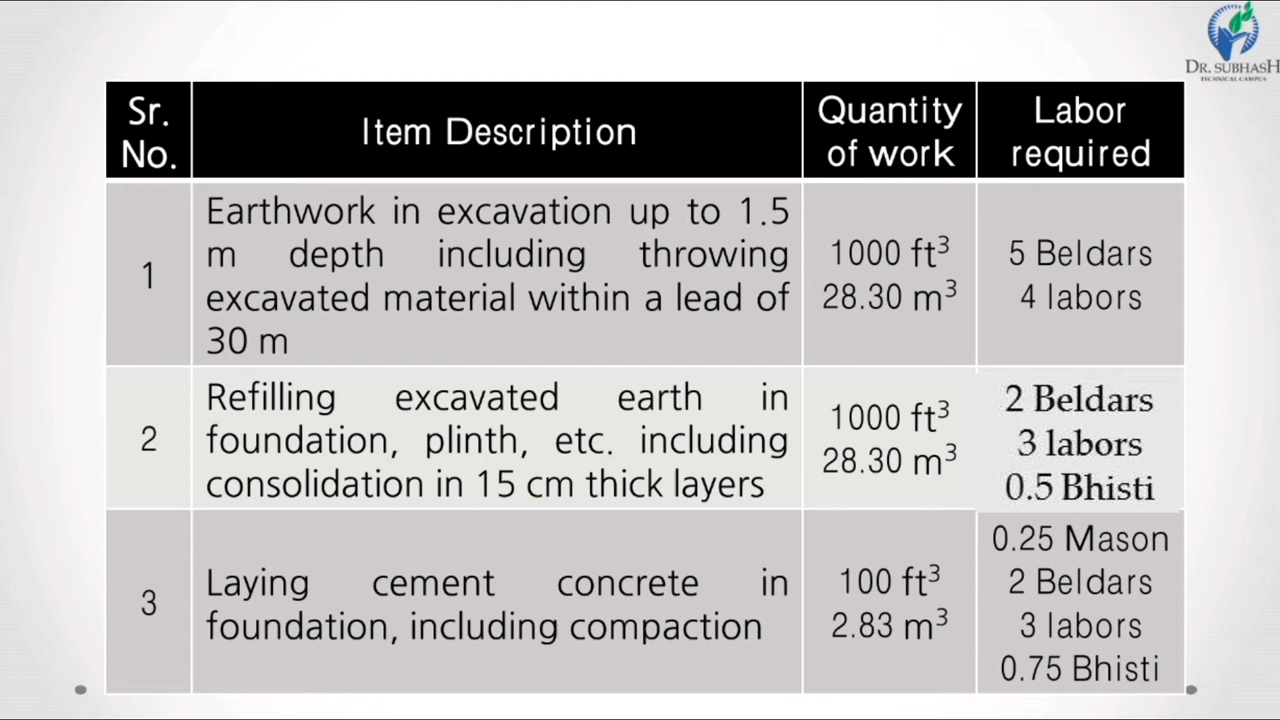 DR. SUBHASH
TECHNICAL CAMPUS
Sr.
No.
Item Description
Quantity
of work
Labor
required
1
Earthwork in excavation up to 1.5
m depth including throwing
excavated material within a lead of
30 m
1000 ft³
28.30 m³
5 Beldars
4 labors
2
Refilling excavated earth in
foundation, plinth, etc. including
consolidation in 15 cm thick layers
1000 ft³
28.30 m³
2 Beldars
3 labors
0.5 Bhisti
3
Laying cement concrete in
foundation, including compaction
100 ft³
2.83 m³
0.25 Mason
2 Beldars
3 labors
0.75 Bhisti